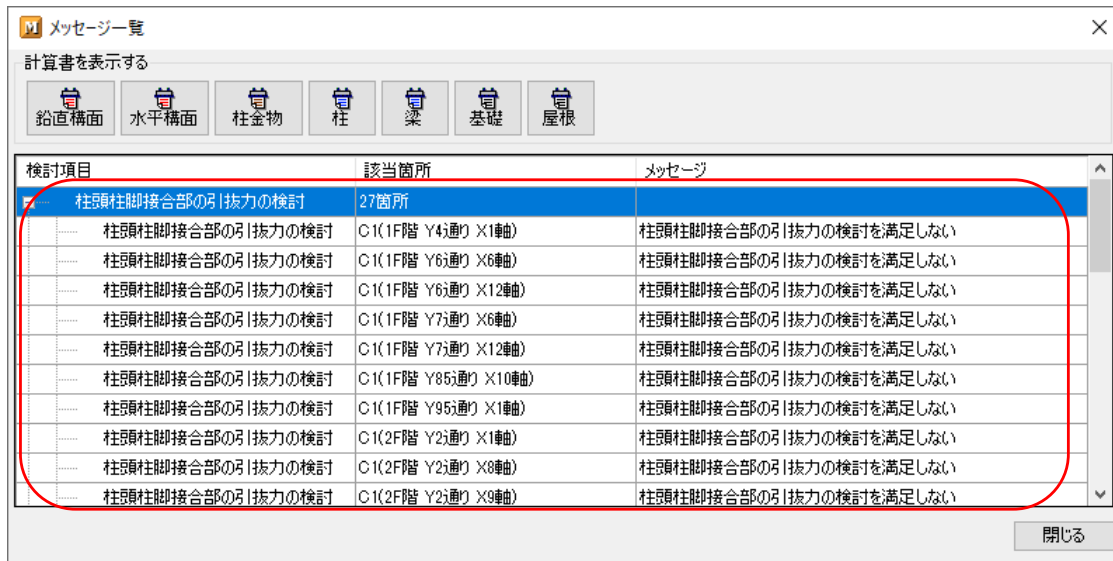 メッセージ一覧
計算書を表示する
鉛直構面 水平構面 柱金物 柱 梁 基礎 屋根
検討項目 該当箇所 メッセージ
柱頭柱脚接合部の引抜力の検討 27箇所
柱頭柱脚接合部の引抜力の検討 C1(1F階 Y4通り X1軸) 柱頭柱脚接合部の引抜力の検討を満足しない
柱頭柱脚接合部の引抜力の検討 C1(1F階 Y6通り X6軸) 柱頭柱脚接合部の引抜力の検討を満足しない
柱頭柱脚接合部の引抜力の検討 C1(1F階 Y6通り X12軸) 柱頭柱脚接合部の引抜力の検討を満足しない
柱頭柱脚接合部の引抜力の検討 C1(1F階 Y7通り X6軸) 柱頭柱脚接合部の引抜力の検討を満足しない
柱頭柱脚接合部の引抜力の検討 C1(1F階 Y7通り X12軸) 柱頭柱脚接合部の引抜力の検討を満足しない
柱頭柱脚接合部の引抜力の検討 C1(1F階 Y85通り X10軸) 柱頭柱脚接合部の引抜力の検討を満足しない
柱頭柱脚接合部の引抜力の検討 C1(1F階 Y95通り X1軸) 柱頭柱脚接合部の引抜力の検討を満足しない
柱頭柱脚接合部の引抜力の検討 C1(2F階 Y2通り X1軸) 柱頭柱脚接合部の引抜力の検討を満足しない
柱頭柱脚接合部の引抜力の検討 C1(2F階 Y2通り X8軸) 柱頭柱脚接合部の引抜力の検討を満足しない
柱頭柱脚接合部の引抜力の検討 C1(2F階 Y2通り X9軸) 柱頭柱脚接合部の引抜力の検討を満足しない
閉じる